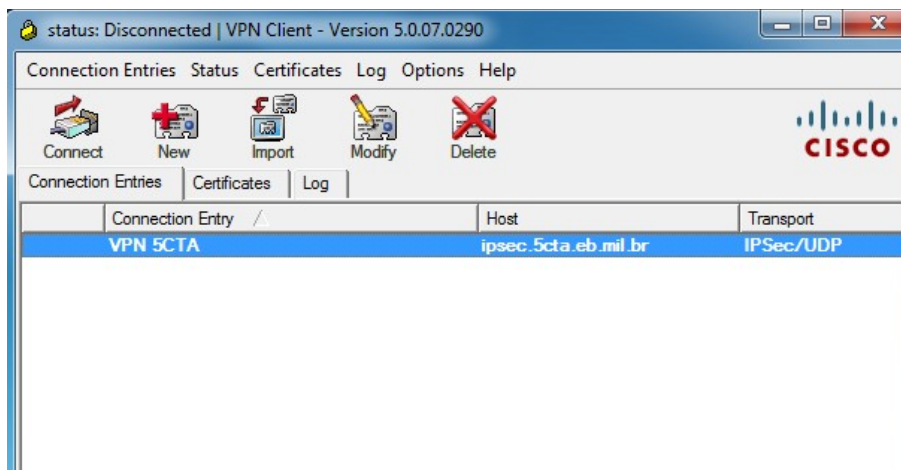 status: Disconnected | VPN Client - Version 5.0.07.0290
Connection Entries Status Certificates Log Options Help
Connect New Import Modify Delete
CISCO
Connection Entries Certificates Log
Connection Entry Host Transport
VPN 5CTA ipsec.5cta.eb.mil.br IPSec/UDP